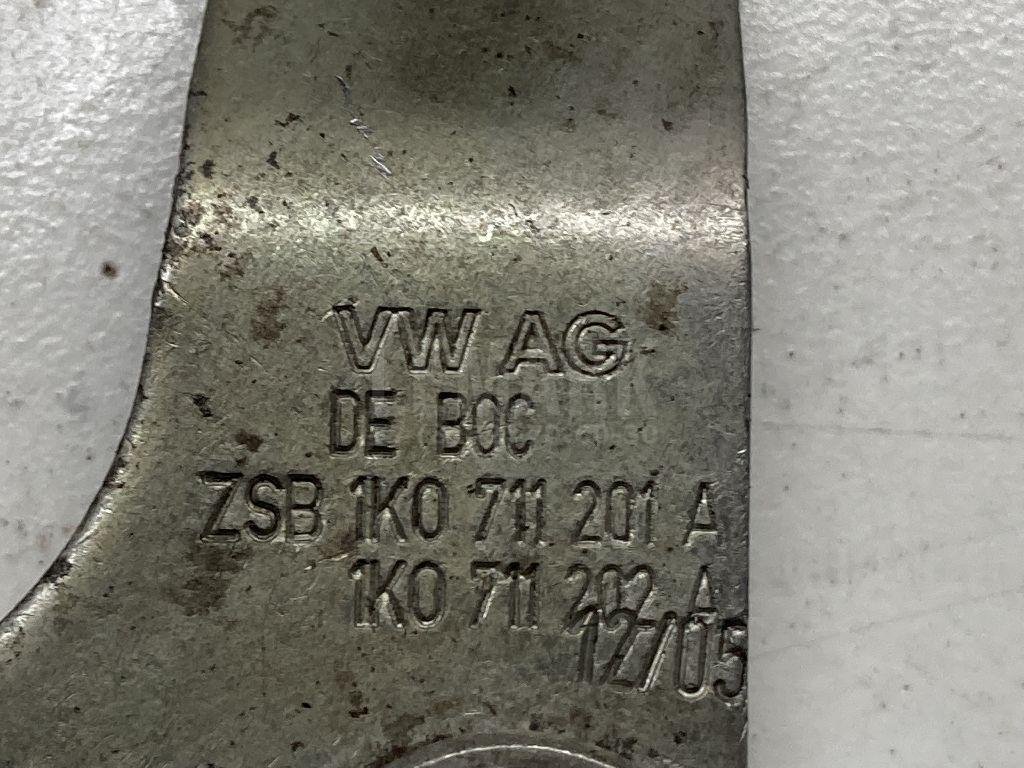 VW AG
DE BOC
ZSB 1K0 711 201 A
1K0 711 202 A
12/05